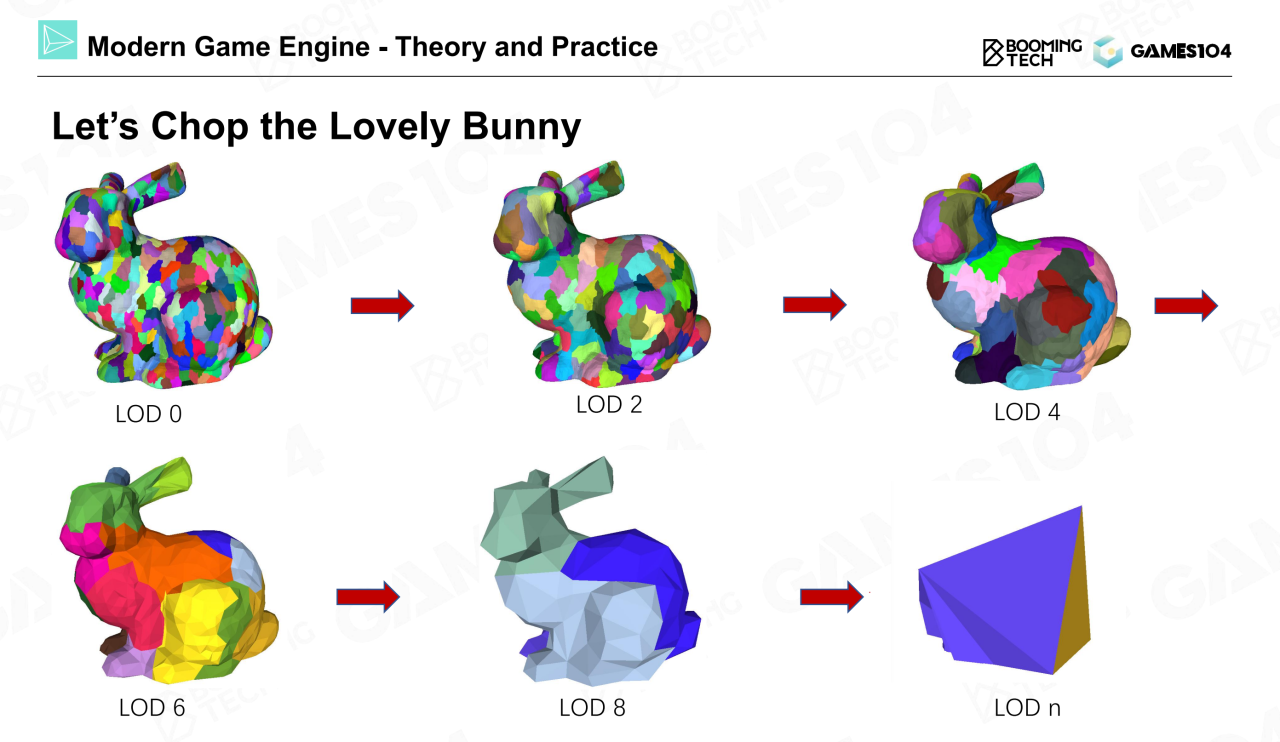 Modern Game Engine - Theory and Practice
BOOMING
TECH
GAMES104
Let's Chop the Lovely Bunny
LOD 0
LOD 2
LOD 4
LOD 6
LOD 8
LOD n